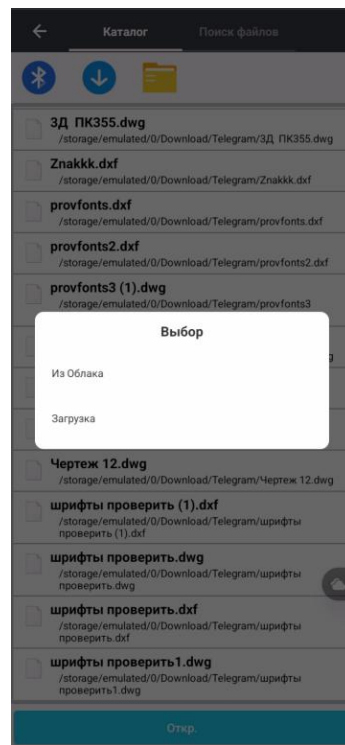 Каталог
Поиск файлов
3Д ПК355.dwg
/storage/emulated/0/Download/Telegram/3Д ПК355.dwg
Znakkk.dxf
/storage/emulated/0/Download/Telegram/Znakkk.dxf
provfonts.dxf
/storage/emulated/0/Download/Telegram/provfonts.dxf
provfonts2.dxf
/storage/emulated/0/Download/Telegram/provfonts2.dxf
provfonts3 (1).dwg
/storage/emulated/0/Download/Telegram/provfonts3
Выбор
Из Облака
Загрузка
Чертеж 12.dwg
/storage/emulated/0/Download/Telegram/Чертеж 12.dwg
шрифты проверить (1).dxf
/storage/emulated/0/Download/Telegram/шрифты
проверить (1).dxf
шрифты проверить.dwg
/storage/emulated/0/Download/Telegram/шрифты
проверить.dwg
шрифты проверить.dxf
/storage/emulated/0/Download/Telegram/шрифты
проверить.dxf
шрифты проверить1.dwg
/storage/emulated/0/Download/Telegram/шрифты
проверить1.dwg
Откр.